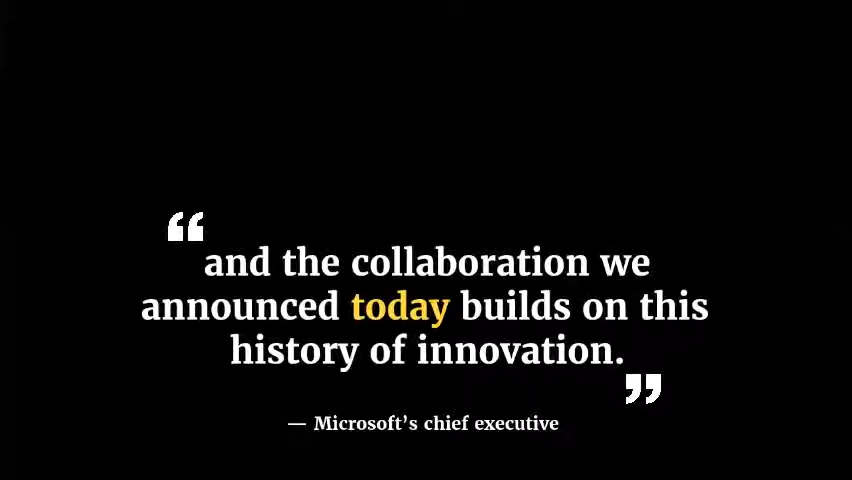 “and the collaboration we
announced today builds on this
history of innovation.”
— Microsoft’s chief executive